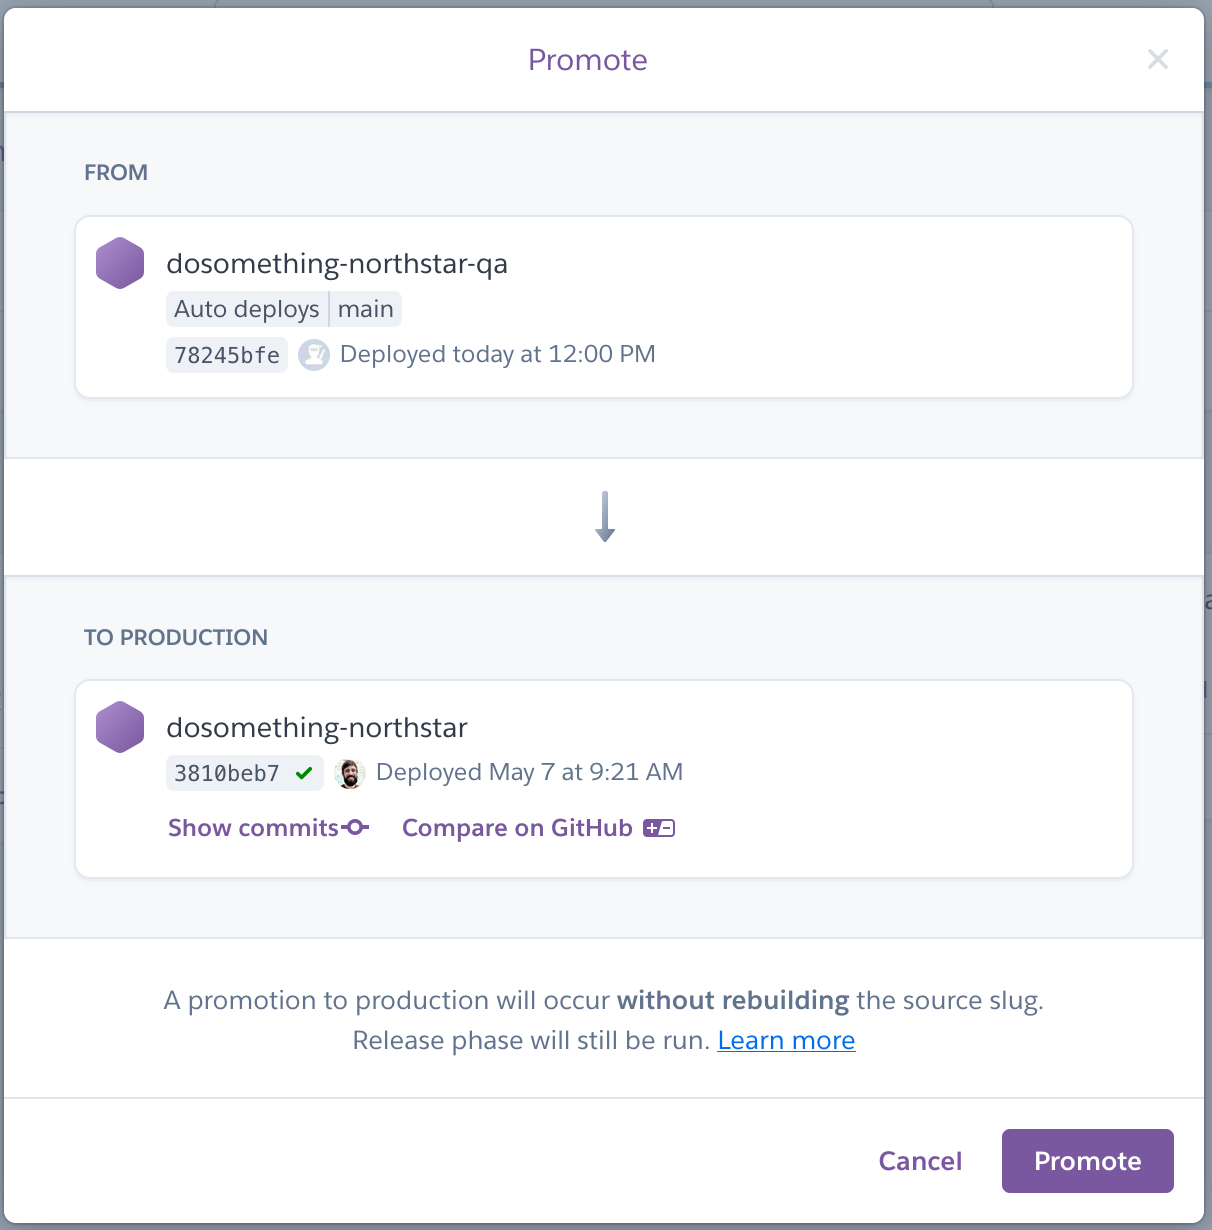 Promote
FROM
dosomething-northstar-qa
Auto deploys main
78245bfe Deployed today at 12:00 PM
TO PRODUCTION
dosomething-northstar
3810beb7 Deployed May 7 at 9:21 AM
Show commits Compare on GitHub
A promotion to production will occur without rebuilding the source slug.
Release phase will still be run. Learn more
Cancel Promote